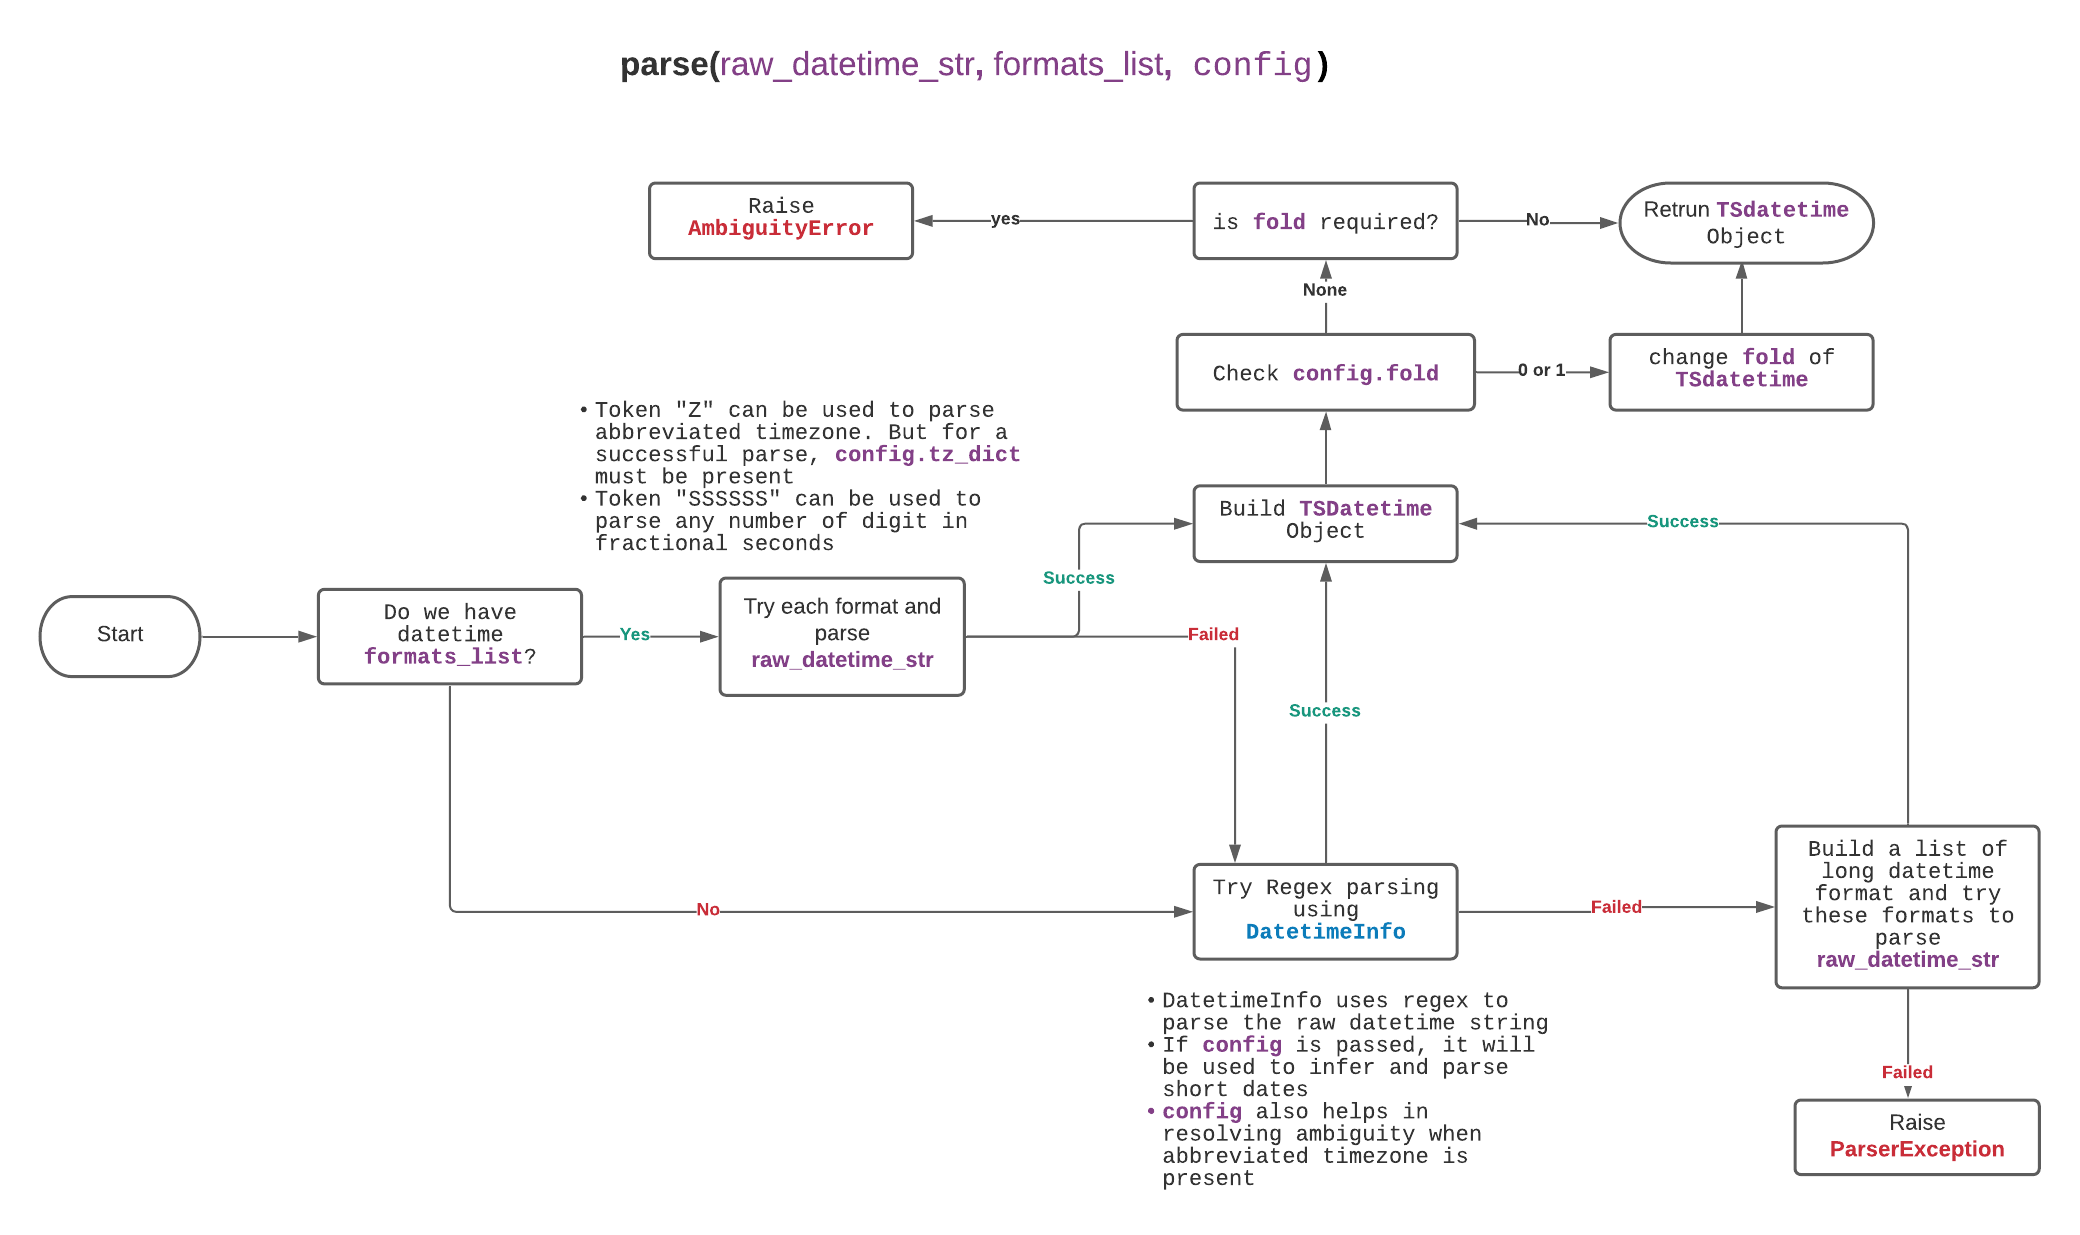 parse(raw_datetime_str, formats_list, config)
Raise
AmbiguityError
yes
is fold required?
No
Retrun TSdatetime
Object
None
Check config.fold
0 or 1
change fold of
TSdatetime
• Token "Z" can be used to parse
abbreviated timezone. But for a
successful parse, config.tz_dict
must be present
• Token "SSSSSS" can be used to
parse any number of digit in
fractional seconds
Build TSDatetime
Object
Success
Success
Start
Do we have
datetime
formats_list?
Yes
Try each format and
parse
raw_datetime_str
Failed
Success
No
Try Regex parsing
using
DatetimeInfo
Failed
Build a list of
long datetime
format and try
these formats to
parse
raw_datetime_str
• DatetimeInfo uses regex to
parse the raw datetime string
• If config is passed, it will
be used to infer and parse
short dates
• config also helps in
resolving ambiguity when
abbreviated timezone is
present
Failed
Raise
ParserException